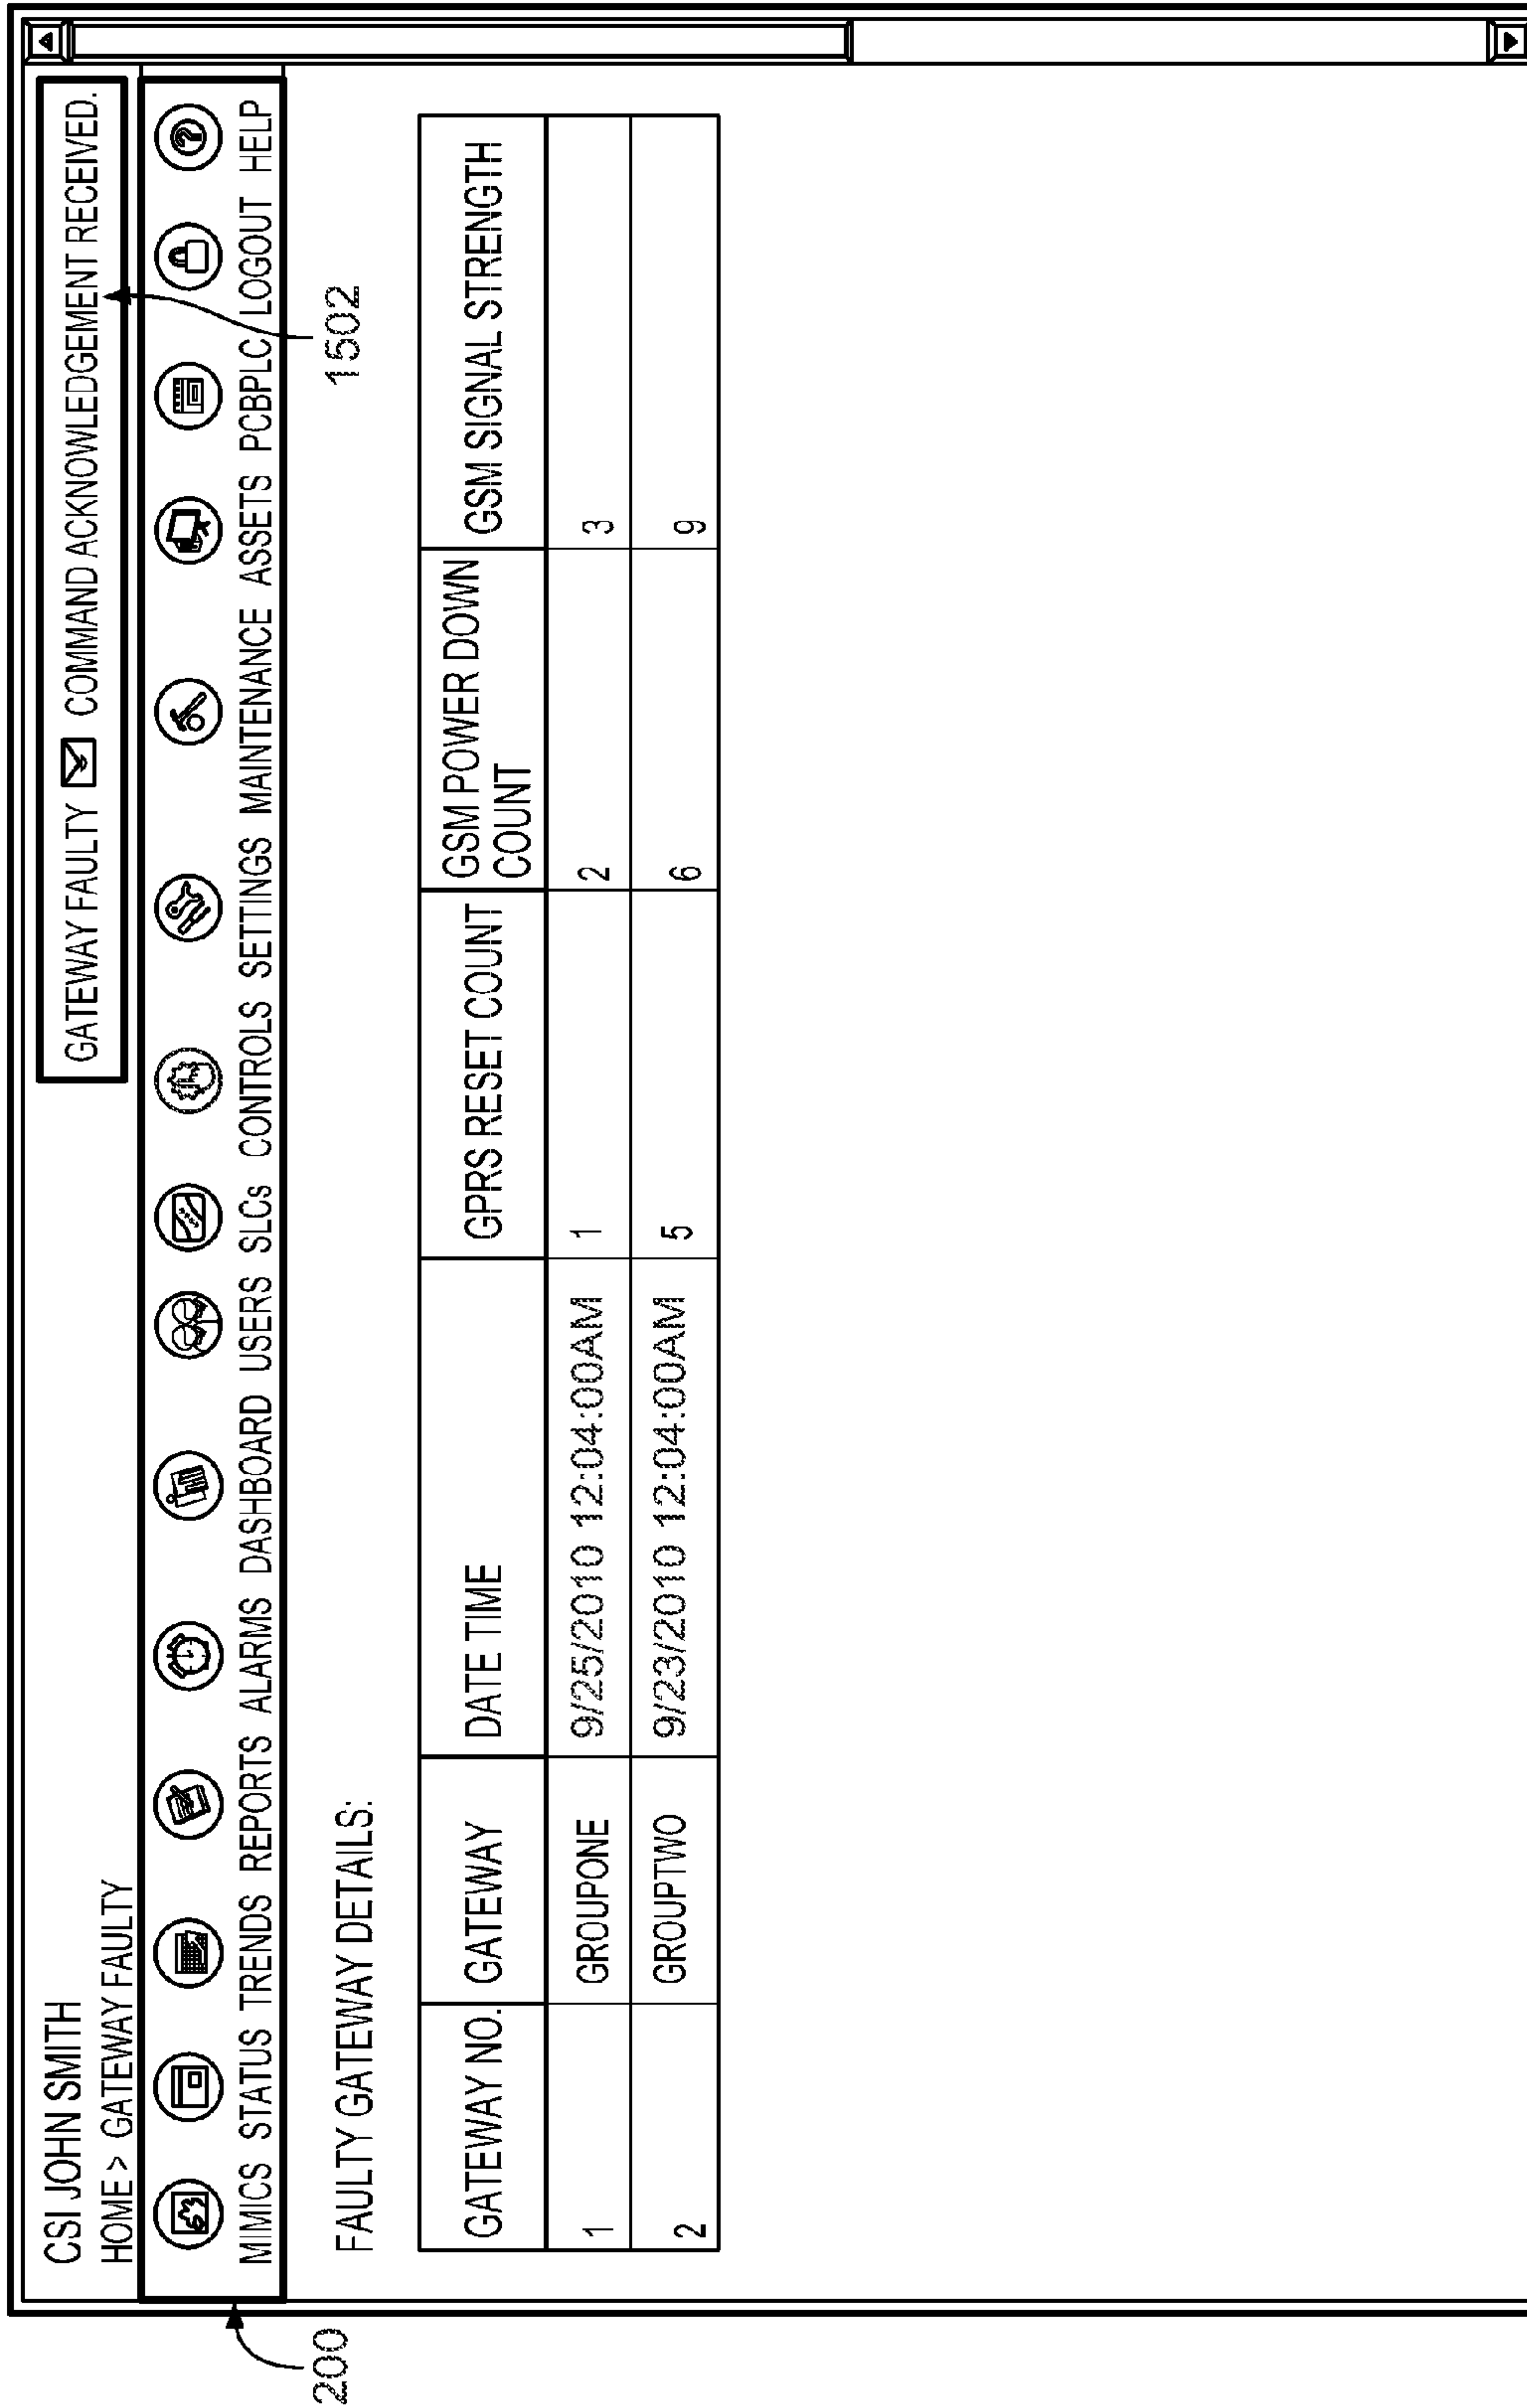 CSI JOHN SMITH
HOME > GATEWAY FAULTY
GATEWAY FAULTY COMMAND ACKNOWLEDGEMENT RECEIVED.
MIMICS STATUS TRENDS REPORTS ALARMS DASHBOARD USERS SLCs CONTROLS SETTINGS MAINTENANCE ASSETS PCBPLC LOGOUT HELP
200
1502
FAULTY GATEWAY DETAILS:
GATEWAY NO. GATEWAY DATE TIME GPRS RESET COUNT GSM POWER DOWN COUNT GSM SIGNAL STRENGTH
1 GROUPONE 9/25/2010 12:04:00AM 1 2 3
2 GROUPTWO 9/23/2010 12:04:00AM 5 6 9